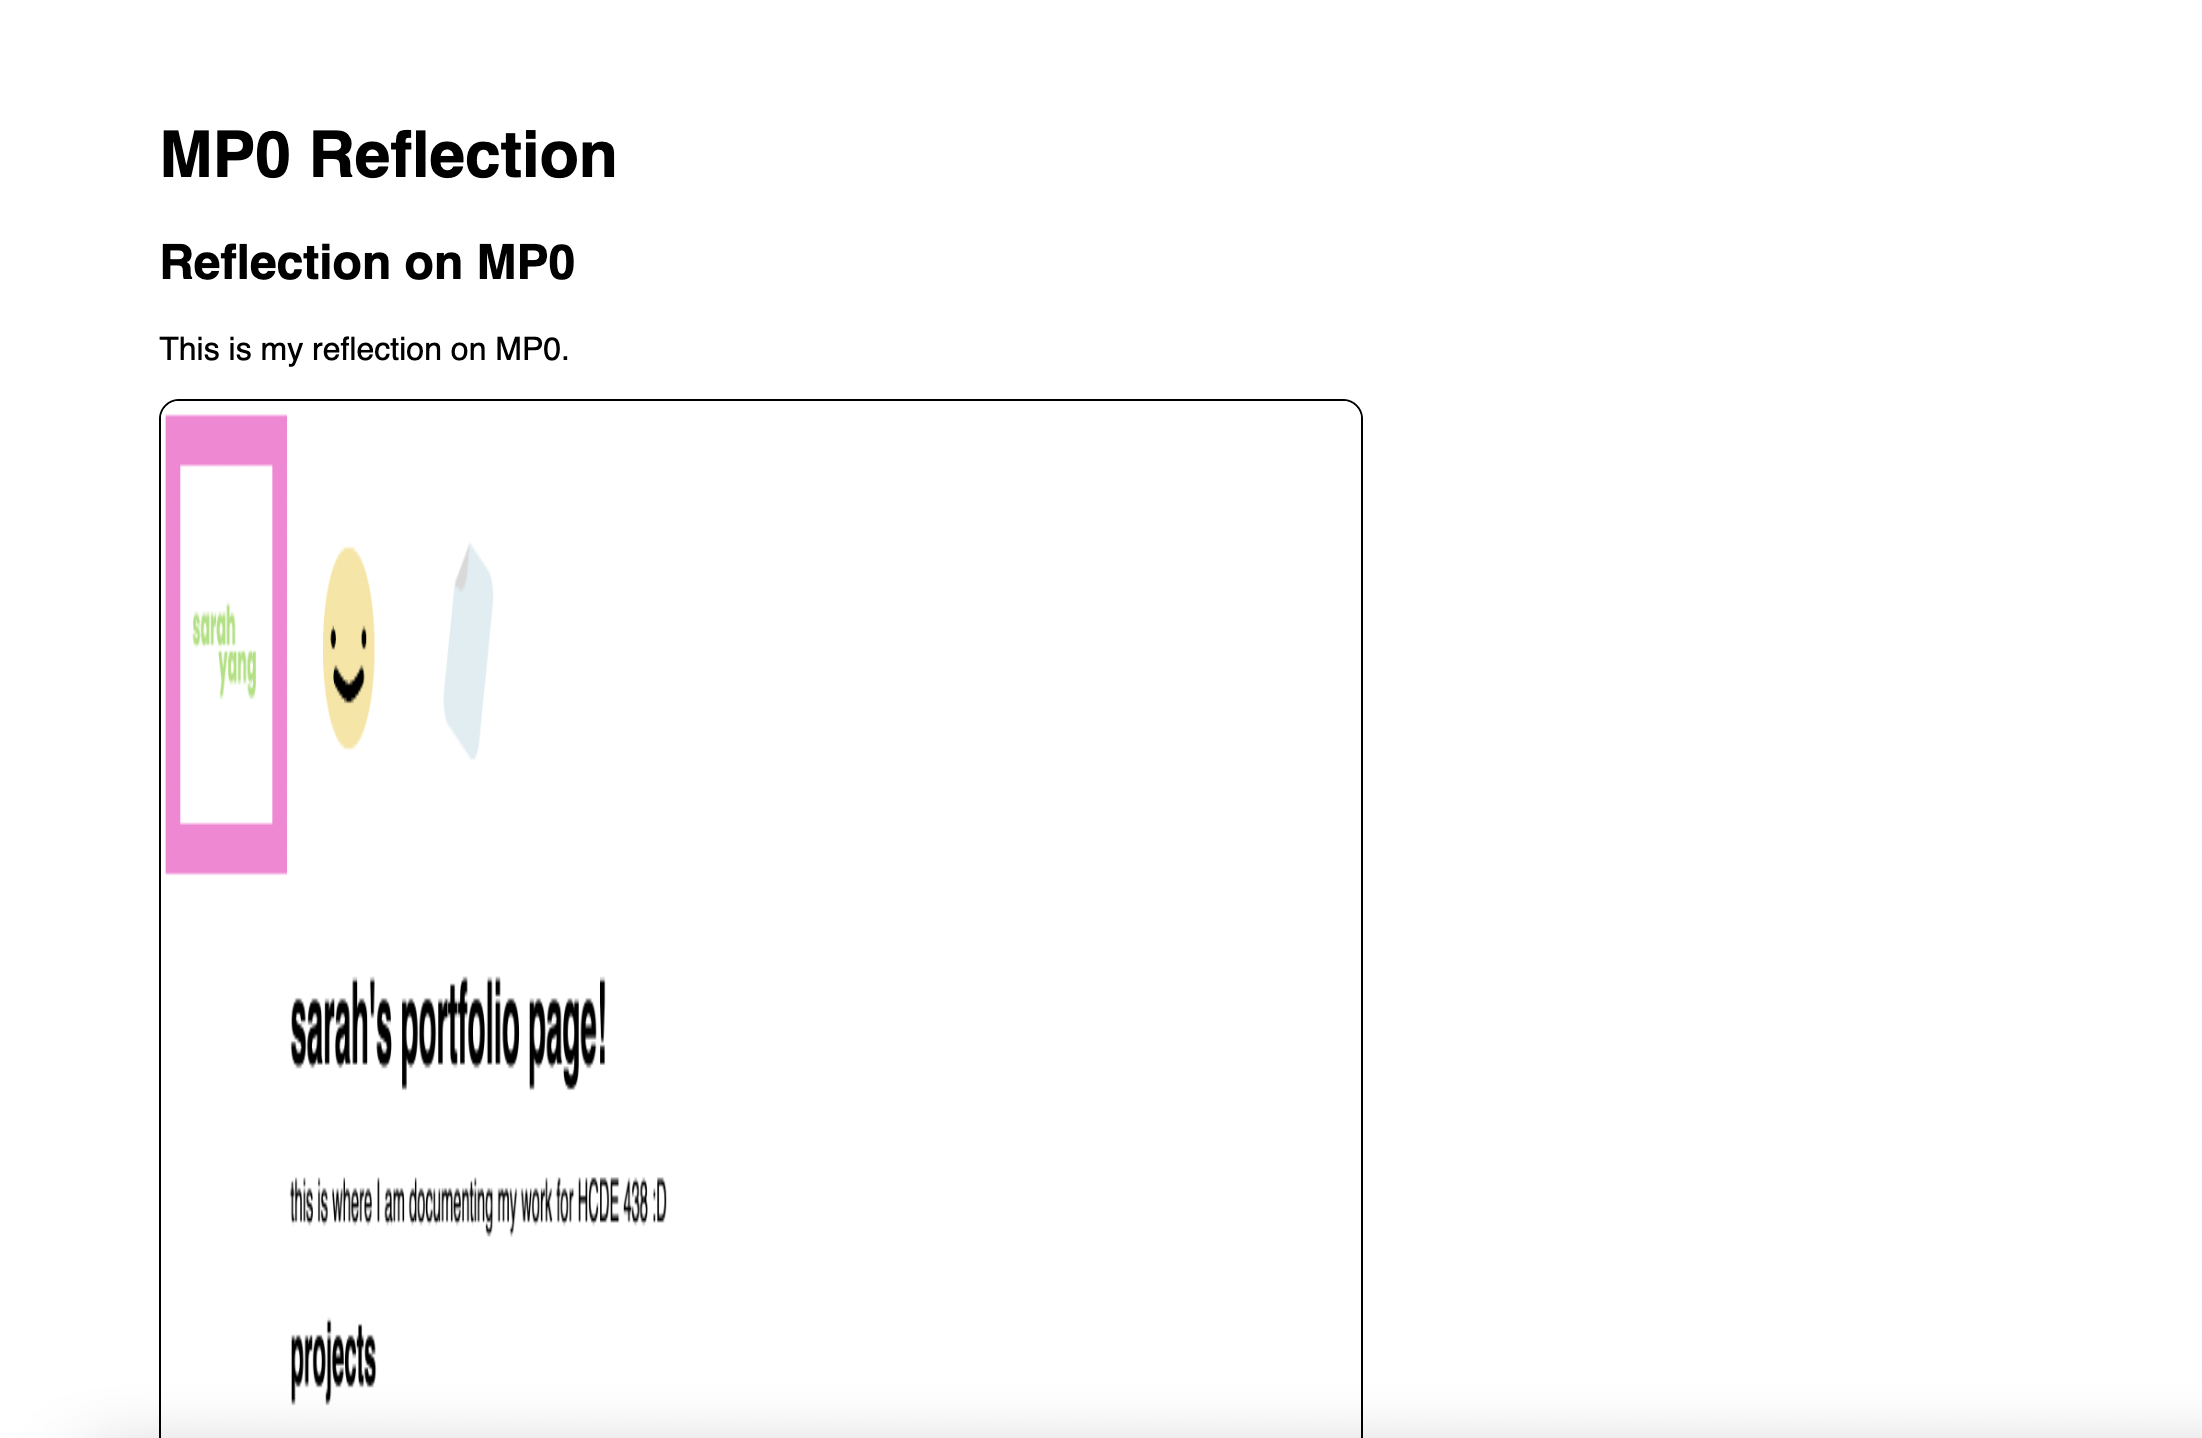 MP0 Reflection
Reflection on MP0
This is my reflection on MP0.
sarah
yang
sarah's portfolio page!
this is where I am documenting my work for HCDE 438 :D
projects